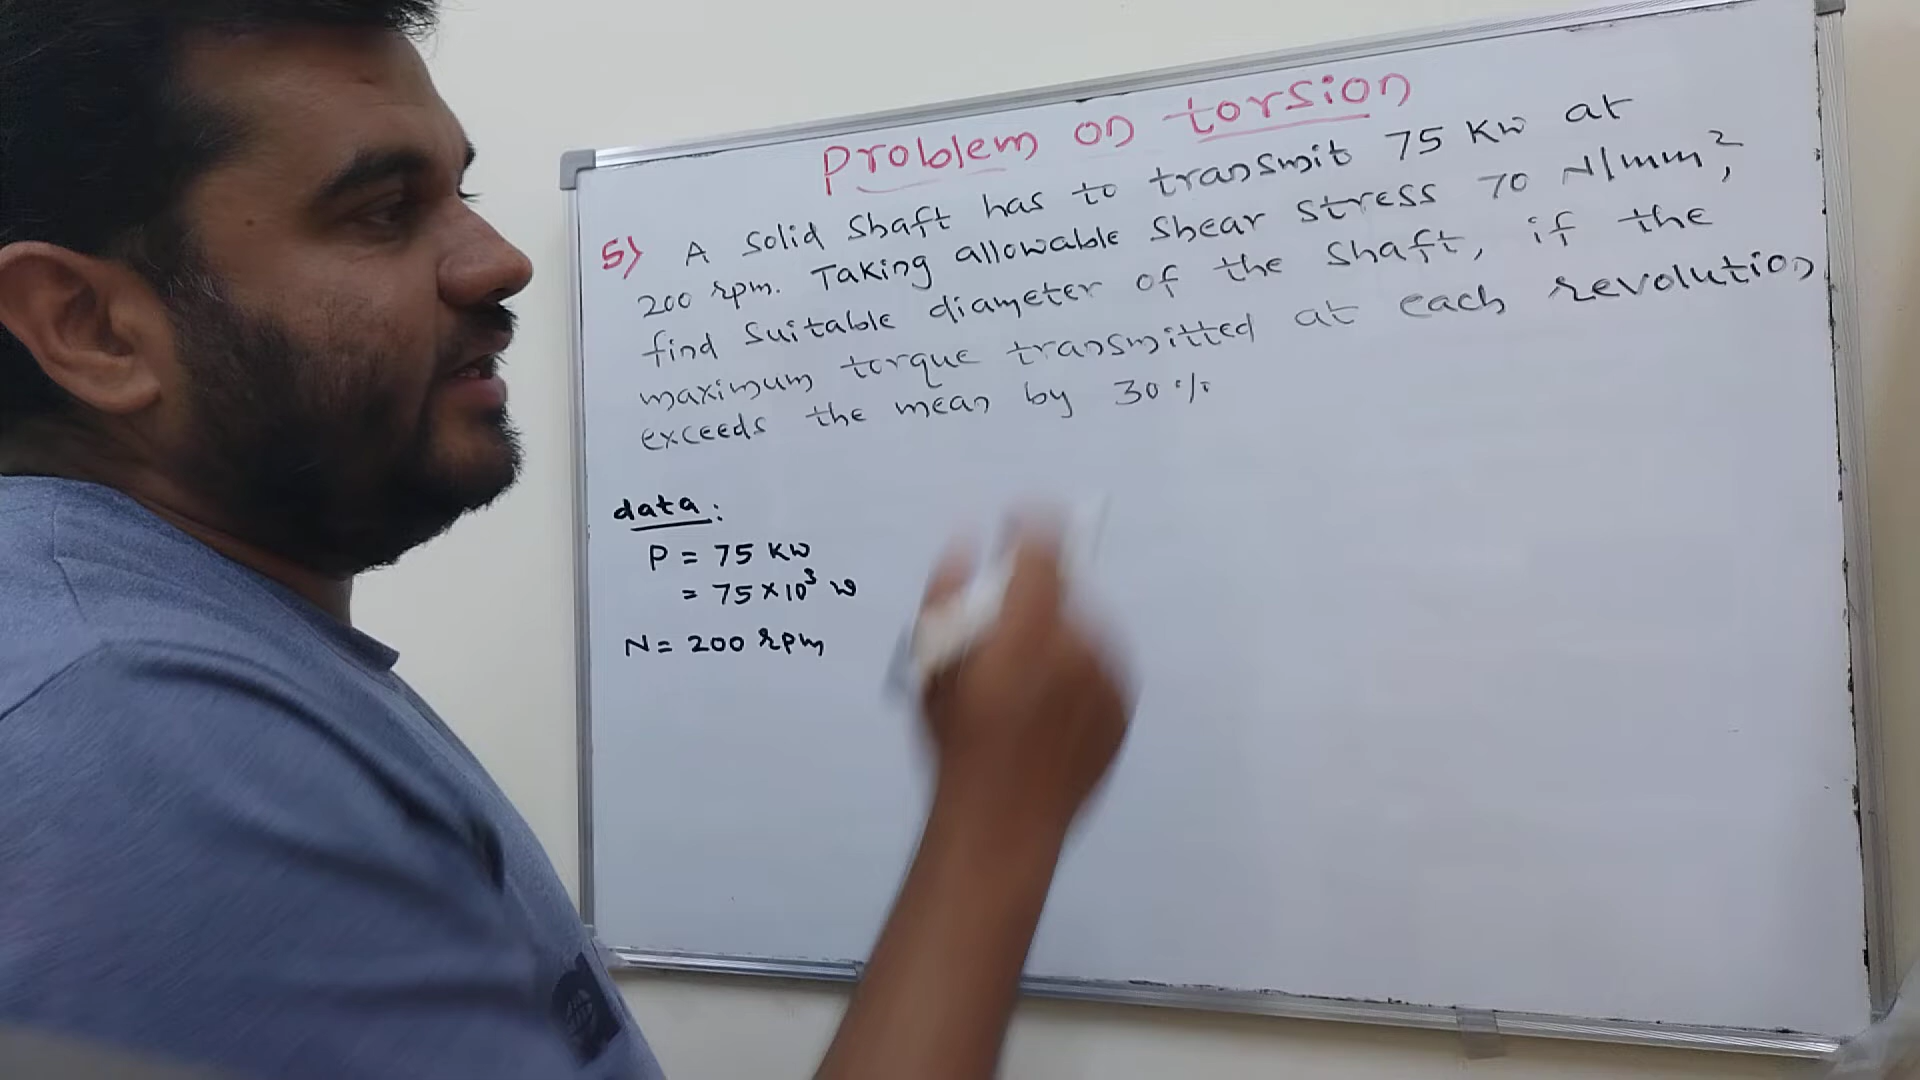 Problem on torsion
5) A Solid Shaft has to transmit 75 KW at
200 rpm. Taking allowable Shear Stress 70 N/mm²,
find Suitable diameter of the Shaft, if the
maximum torque transmitted at each revolution
exceeds the mean by 30%
data:
P = 75 KW
= 75×10³ W
N = 200 rpm